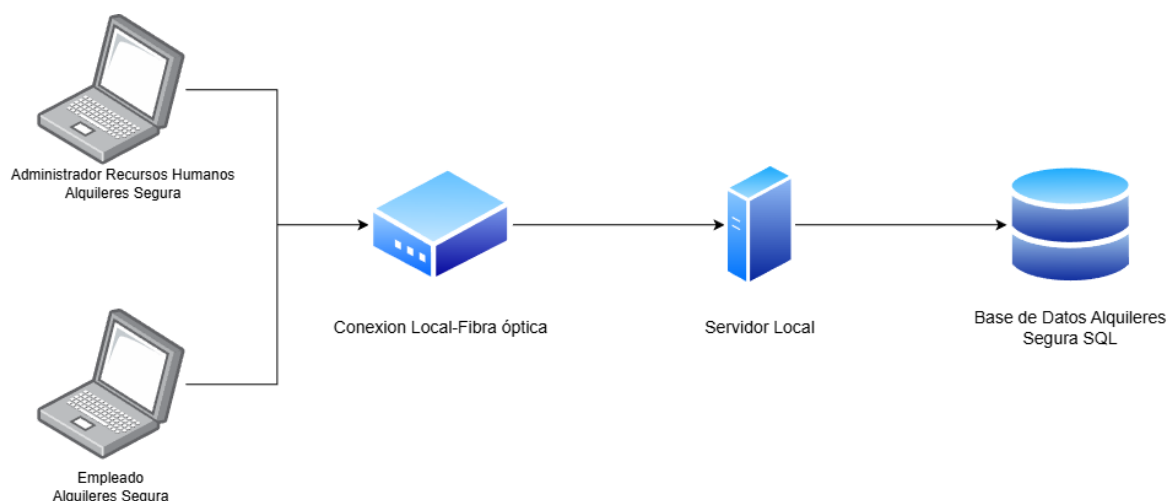 Administrador Recursos Humanos
Alquileres Segura
Conexion Local-Fibra óptica
Servidor Local
Base de Datos Alquileres
Segura SQL
Empleado
Alquileres Segura